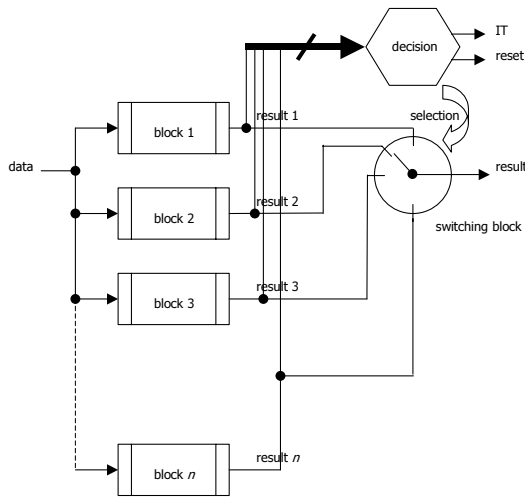 IT
decision
reset
selection
block 1
result 1
data
result
block 2
result 2
switching block
block 3
result 3
block n
result n